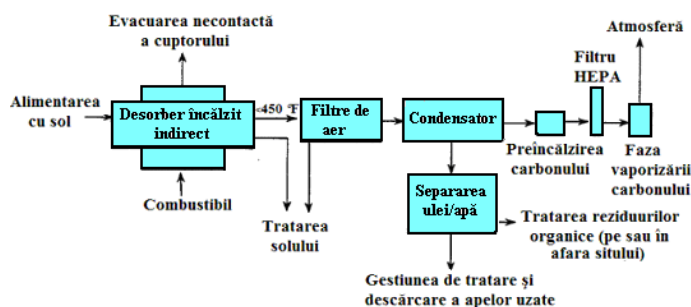 Evacuarea necontactă
a cuptorului
Atmosferă
Filtru
HEPA
Alimentarea
cu sol
Desorber încălzit
indirect
<450 °F
Filtre de
aer
Condensator
Preîncălzirea
carbonului
Faza
vaporizării
carbonului
Combustibil
Tratarea
solului
Separarea
ulei/apă
Tratarea reziduurilor
organice (pe sau în
afara sitului)
Gestiunea de tratare și
descărcare a apelor uzate